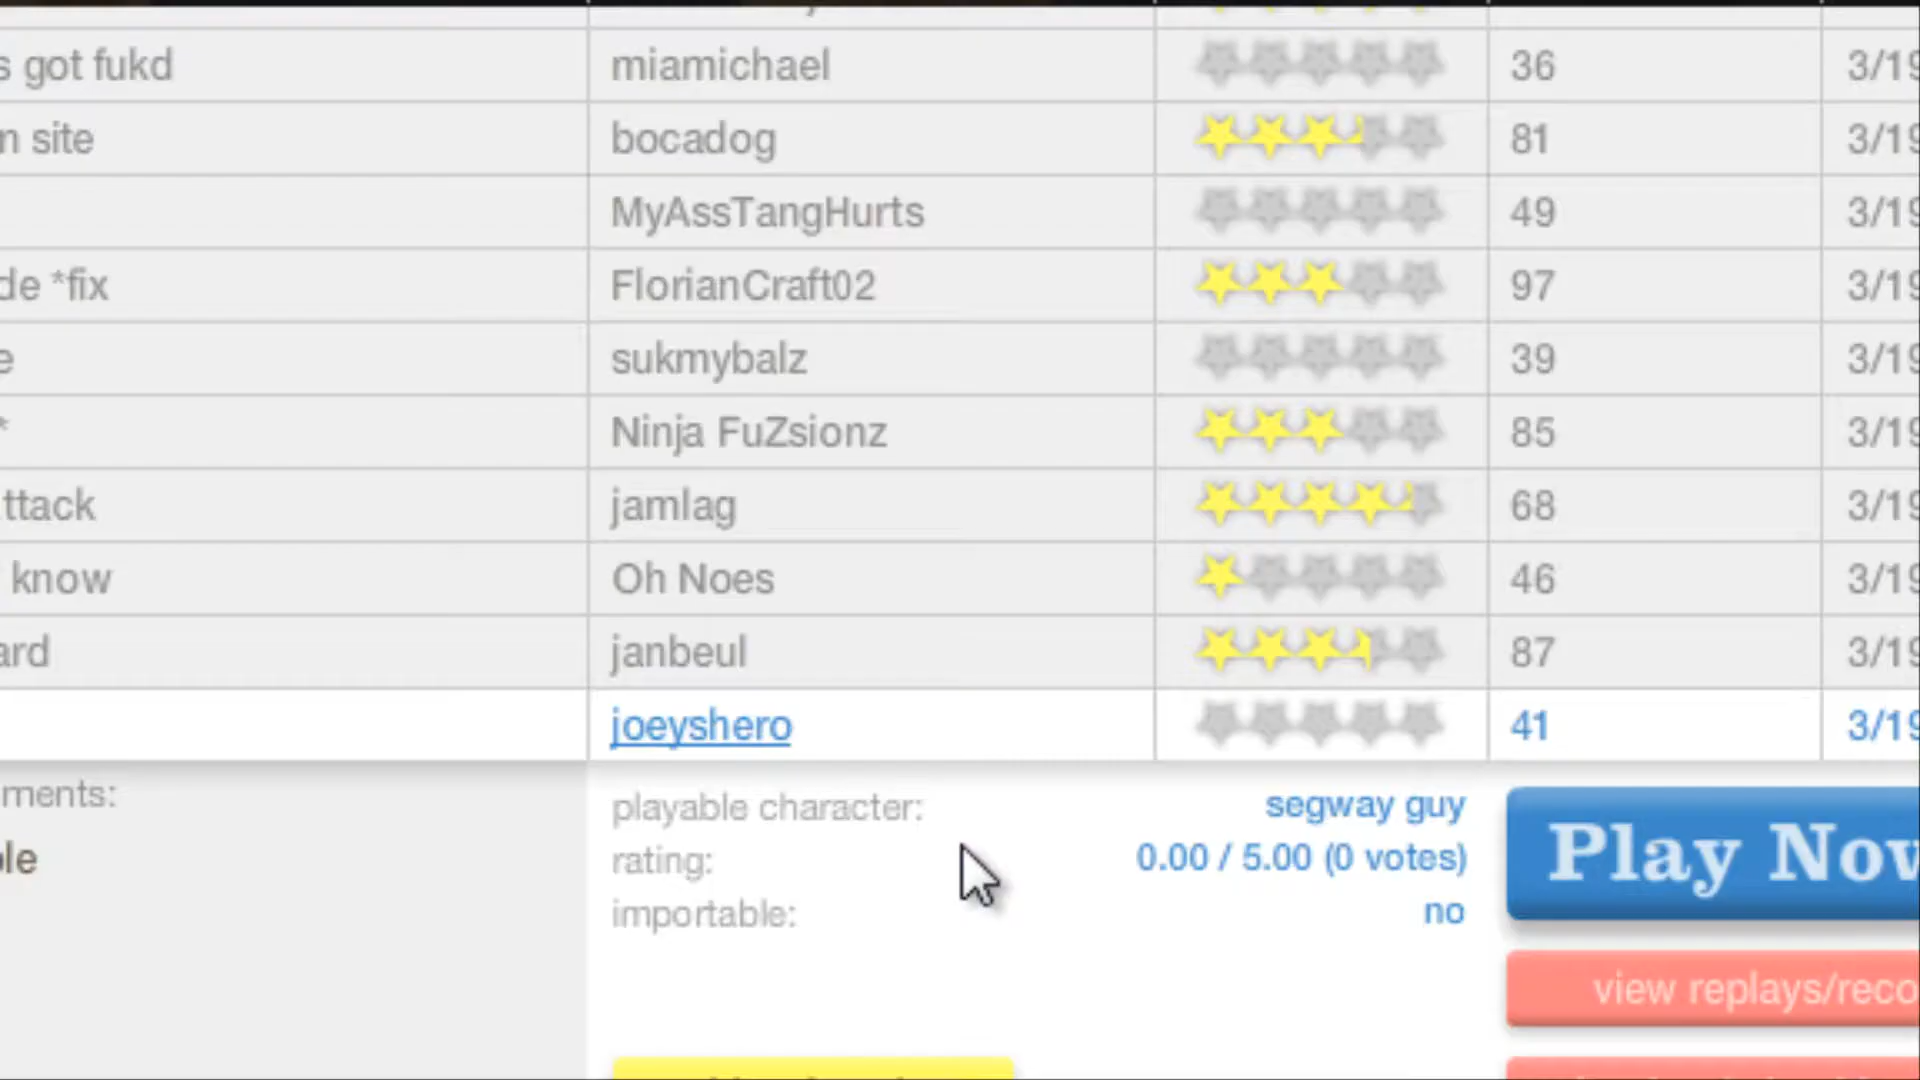 s got fukd miamichael 36 3/19
n site bocadog 81 3/19
MyAssTangHurts 49 3/19
de *fix FlorianCraft02 97 3/19
e sukmybalz 39 3/19
* Ninja FuZsionz 85 3/19
ttack jamlag 68 3/19
know Oh Noes 46 3/19
ard janbeul 87 3/19
joeyshero 41 3/19
ments:
ole
playable character: segway guy
rating: 0.00 / 5.00 (0 votes)
importable: no
Play Now
view replays/reco